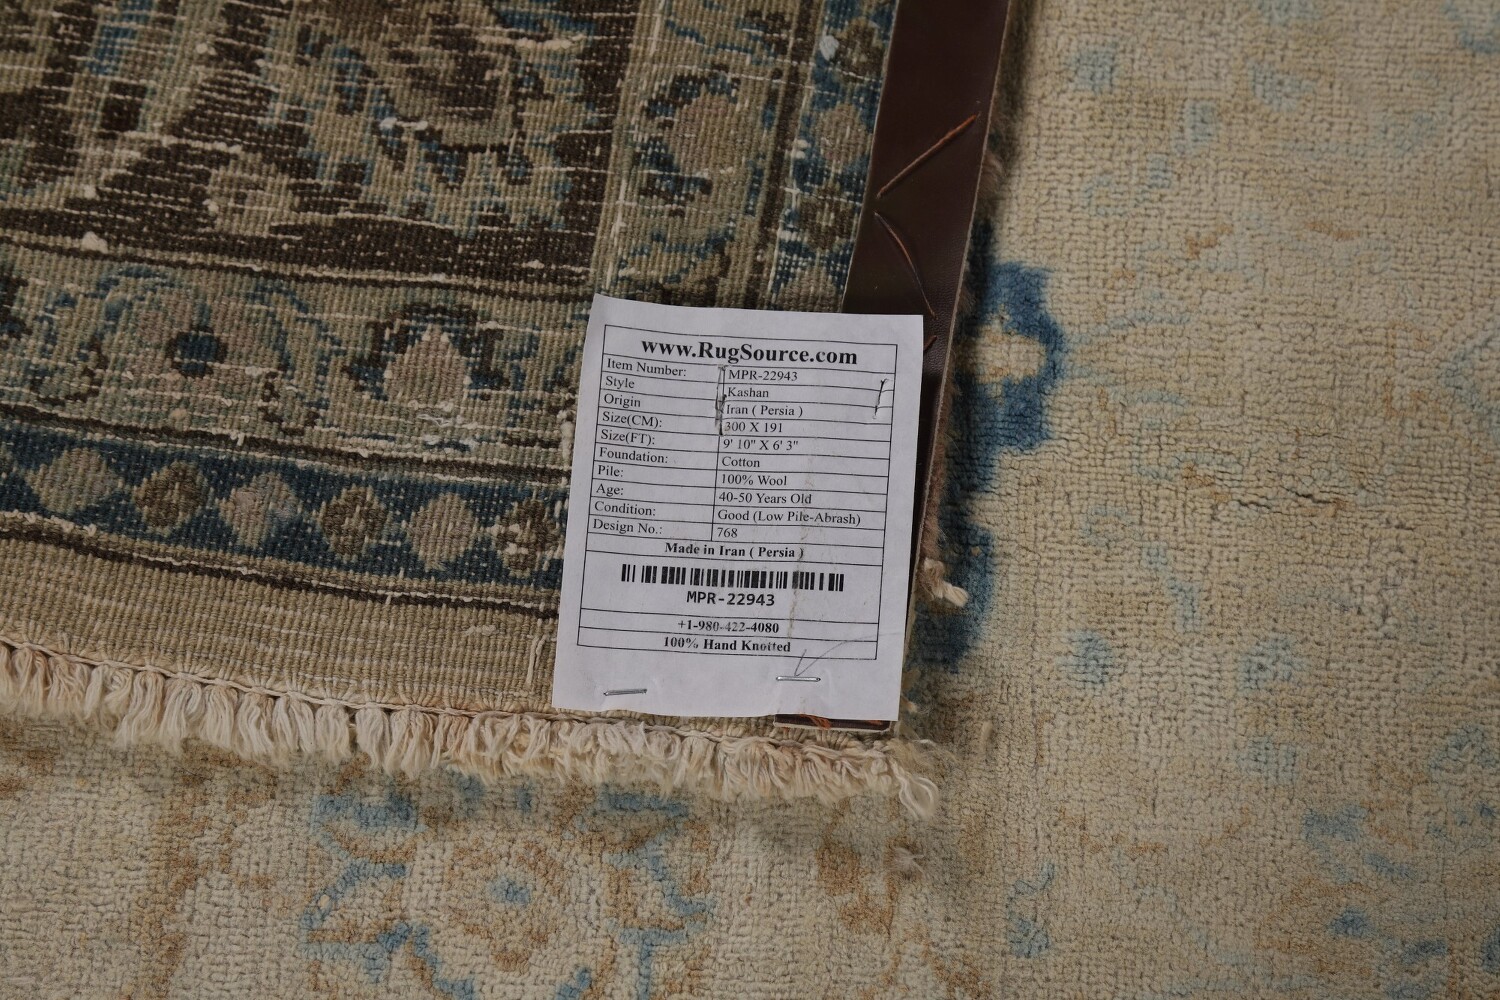 www.RugSource.com
Item Number: MPR-22943
Style Kashan
Origin Iran ( Persia )
Size(CM): 300 X 191
Size(FT): 9' 10" X 6' 3"
Foundation: Cotton
Pile: 100% Wool
Age: 40-50 Years Old
Condition: Good (Low Pile-Abrash)
Design No.: 768
Made in Iran ( Persia )
MPR-22943
+1-980-422-4080
100% Hand Knotted